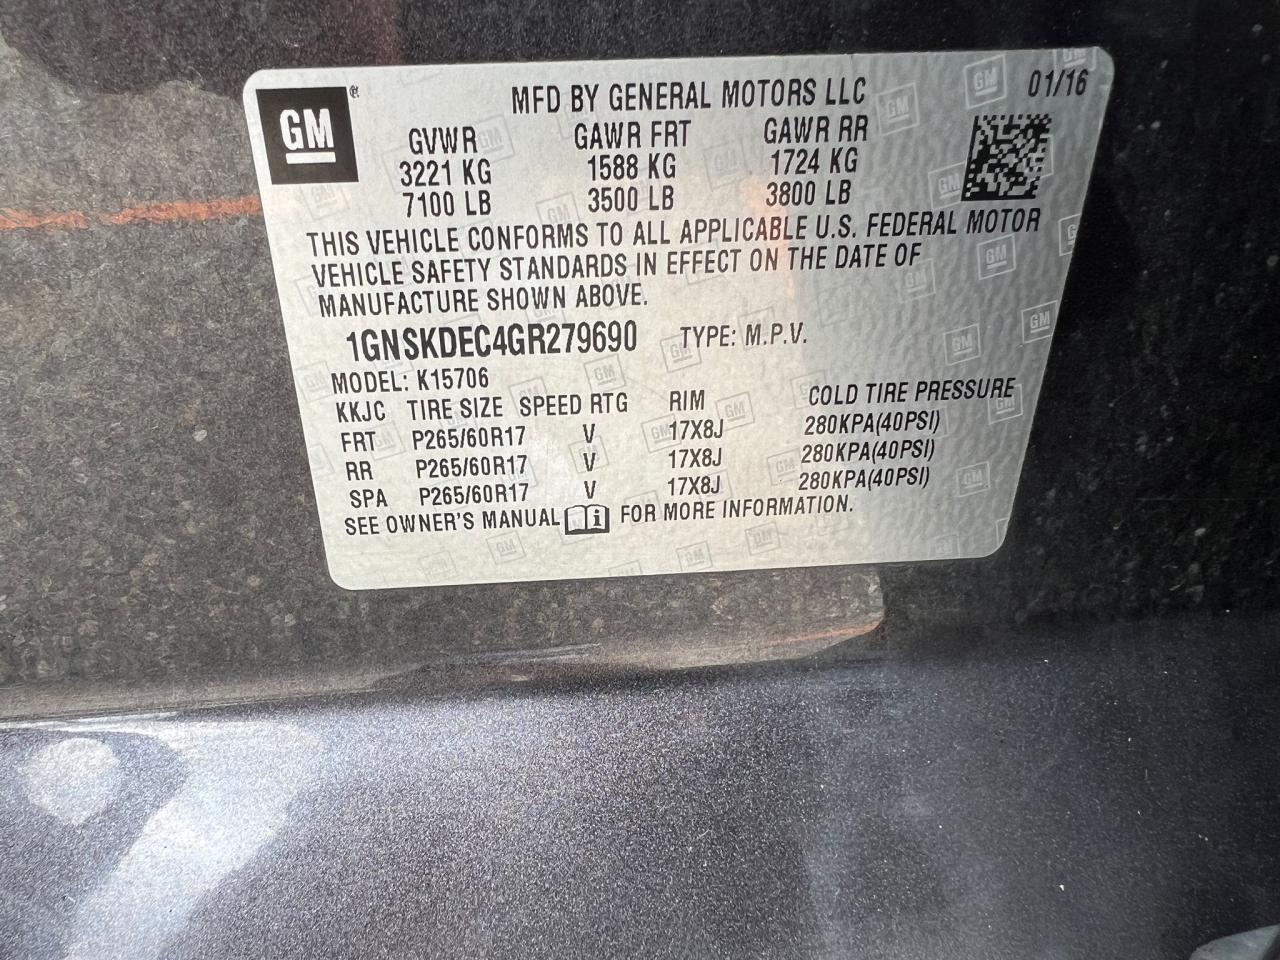 GM
MFD BY GENERAL MOTORS LLC
01/16
GVWR GAWR FRT GAWR RR
3221 KG 1588 KG 1724 KG
7100 LB 3500 LB 3800 LB
THIS VEHICLE CONFORMS TO ALL APPLICABLE U.S. FEDERAL MOTOR
VEHICLE SAFETY STANDARDS IN EFFECT ON THE DATE OF
MANUFACTURE SHOWN ABOVE.
1GNSKDEC4GR279690 TYPE: M.P.V.
MODEL: K15706
KKJC TIRE SIZE SPEED RTG RIM COLD TIRE PRESSURE
FRT P265/60R17 V 17X8J 280KPA(40PSI)
RR P265/60R17 V 17X8J 280KPA(40PSI)
SPA P265/60R17 V 17X8J 280KPA(40PSI)
SEE OWNER'S MANUAL i FOR MORE INFORMATION.